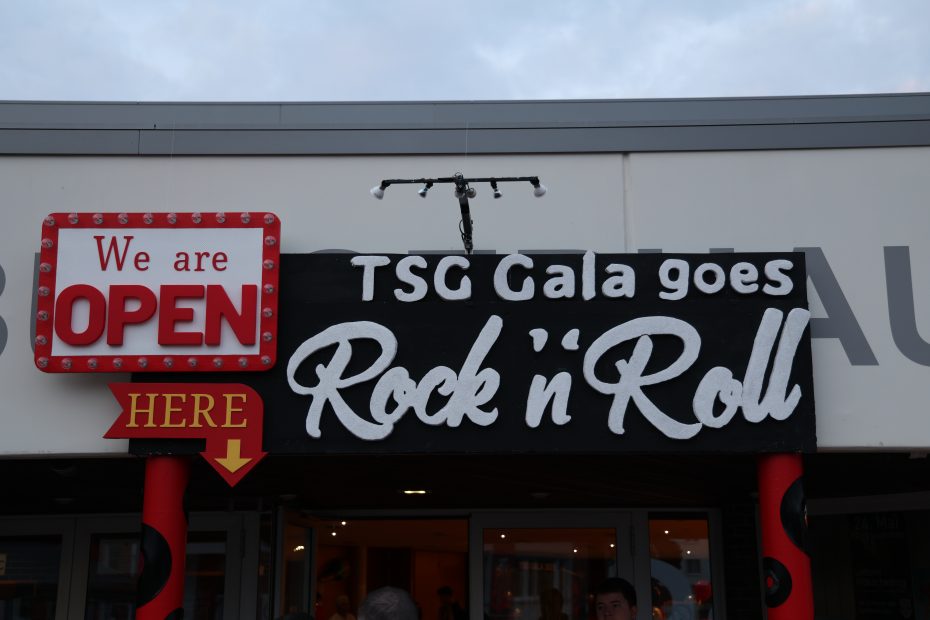 We are
OPEN
HERE
TSG Gala goes
Rock 'n' Roll